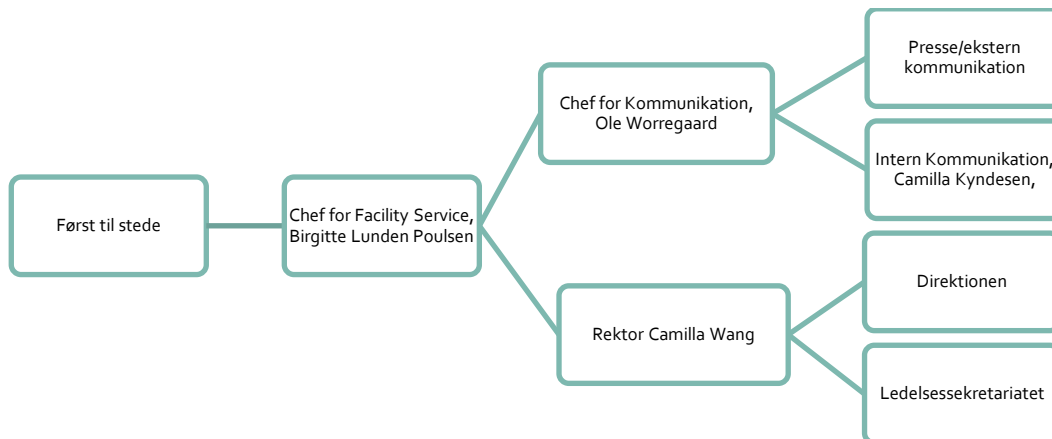 Først til stede
Chef for Facility Service,
Birgitte Lunden Poulsen
Chef for Kommunikation,
Ole Worregaard
Presse/ekstern
kommunikation
Intern Kommunikation,
Camilla Kyndesen,
Rektor Camilla Wang
Direktionen
Ledelsessekretariatet